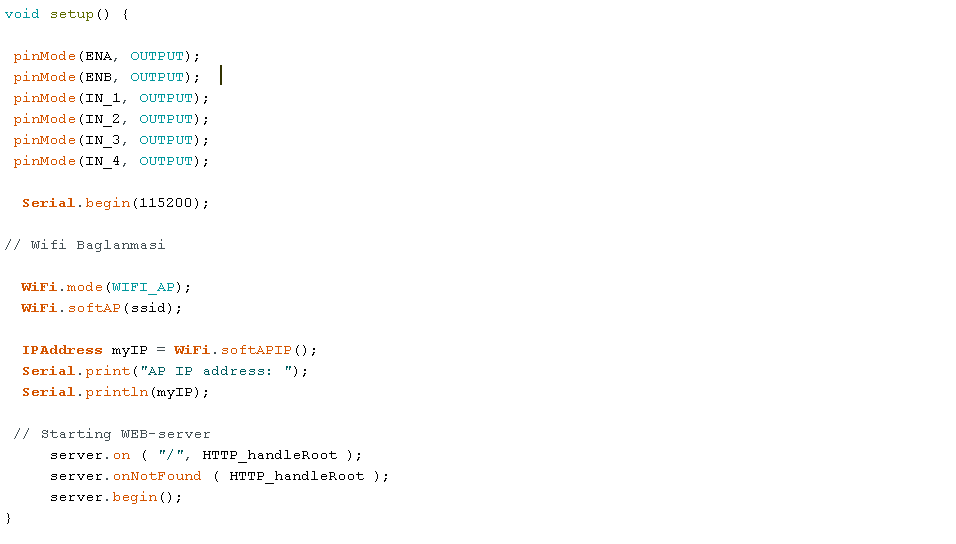 void setup() {
pinMode(ENA, OUTPUT);
pinMode(ENB, OUTPUT);
pinMode(IN_1, OUTPUT);
pinMode(IN_2, OUTPUT);
pinMode(IN_3, OUTPUT);
pinMode(IN_4, OUTPUT);
Serial.begin(115200);
// Wifi Baglanmasi
WiFi.mode(WIFI_AP);
WiFi.softAP(ssid);
IPAddress myIP = WiFi.softAPIP();
Serial.print("AP IP address: ");
Serial.println(myIP);
// Starting WEB-server
server.on ( "/", HTTP_handleRoot );
server.onNotFound ( HTTP_handleRoot );
server.begin();
}